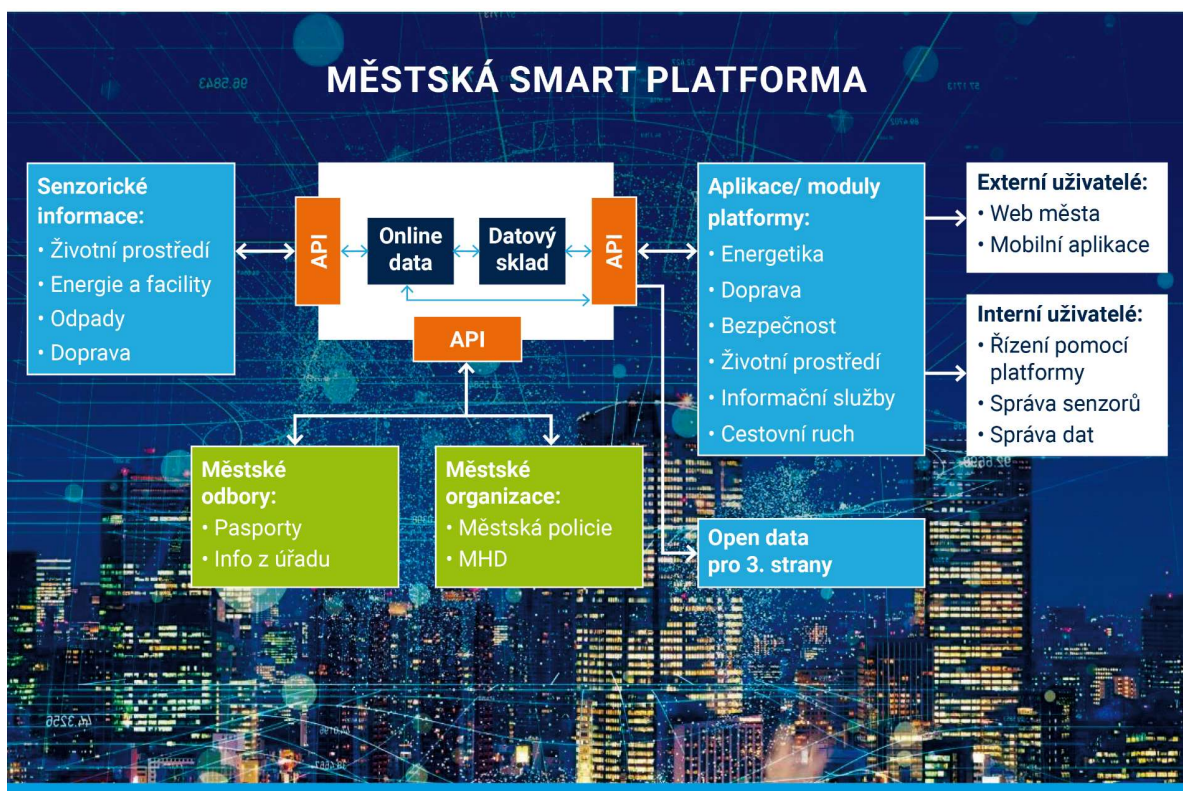 MĚSTSKÁ SMART PLATFORMA
Senzorické
informace:
• Životní prostředí
• Energie a facility
• Odpady
• Doprava
API
Online
data
Datový
sklad
API
API
Aplikace/ moduly
platformy:
• Energetika
• Doprava
• Bezpečnost
• Životní prostředí
• Informační služby
• Cestovní ruch
Externí uživatelé:
• Web města
• Mobilní aplikace
Interní uživatelé:
• Řízení pomocí
platformy
• Správa senzorů
• Správa dat
Městské
odbory:
• Pasporty
• Info z úřadu
Městské
organizace:
• Městská policie
• MHD
Open data
pro 3. strany